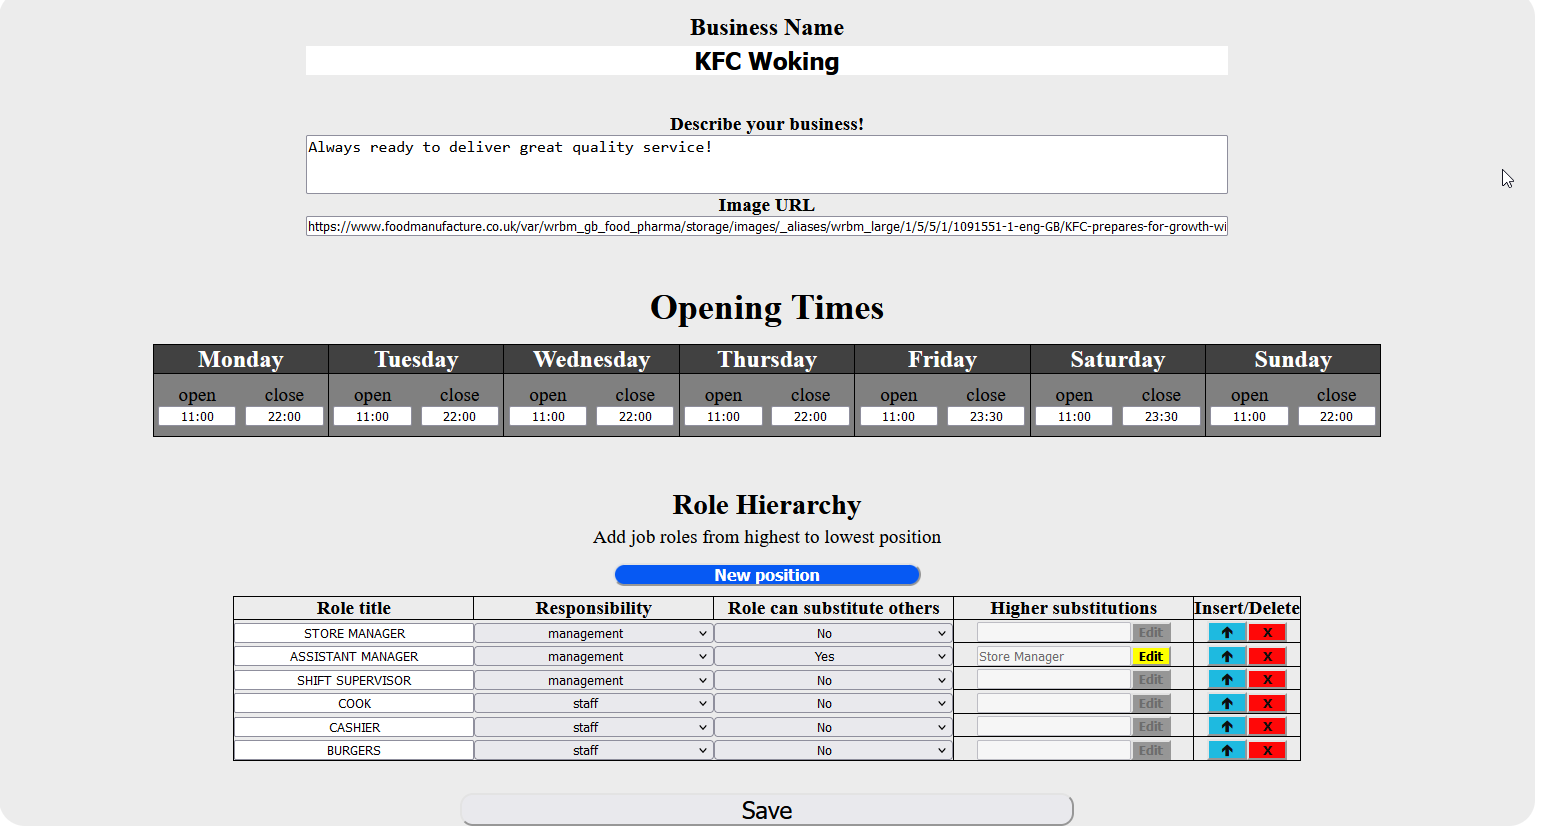 Business Name
KFC Woking
Describe your business!
Always ready to deliver great quality service!
Image URL
https://www.foodmanufacture.co.uk/var/wrbm_gb_food_pharma/storage/images/_aliases/wrbm_large/1/5/5/1/1091551-1-eng-GB/KFC-prepares-for-growth-wi
Opening Times
Monday Tuesday Wednesday Thursday Friday Saturday Sunday
open close open close open close open close open close open close open close
11:00 22:00 11:00 22:00 11:00 22:00 11:00 22:00 11:00 23:30 11:00 23:30 11:00 22:00
Role Hierarchy
Add job roles from highest to lowest position
New position
Role title Responsibility Role can substitute others Higher substitutions Insert/Delete
STORE MANAGER management No Edit X
ASSISTANT MANAGER management Yes Store Manager Edit X
SHIFT SUPERVISOR management No Edit X
COOK staff No Edit X
CASHIER staff No Edit X
BURGERS staff No Edit X
Save